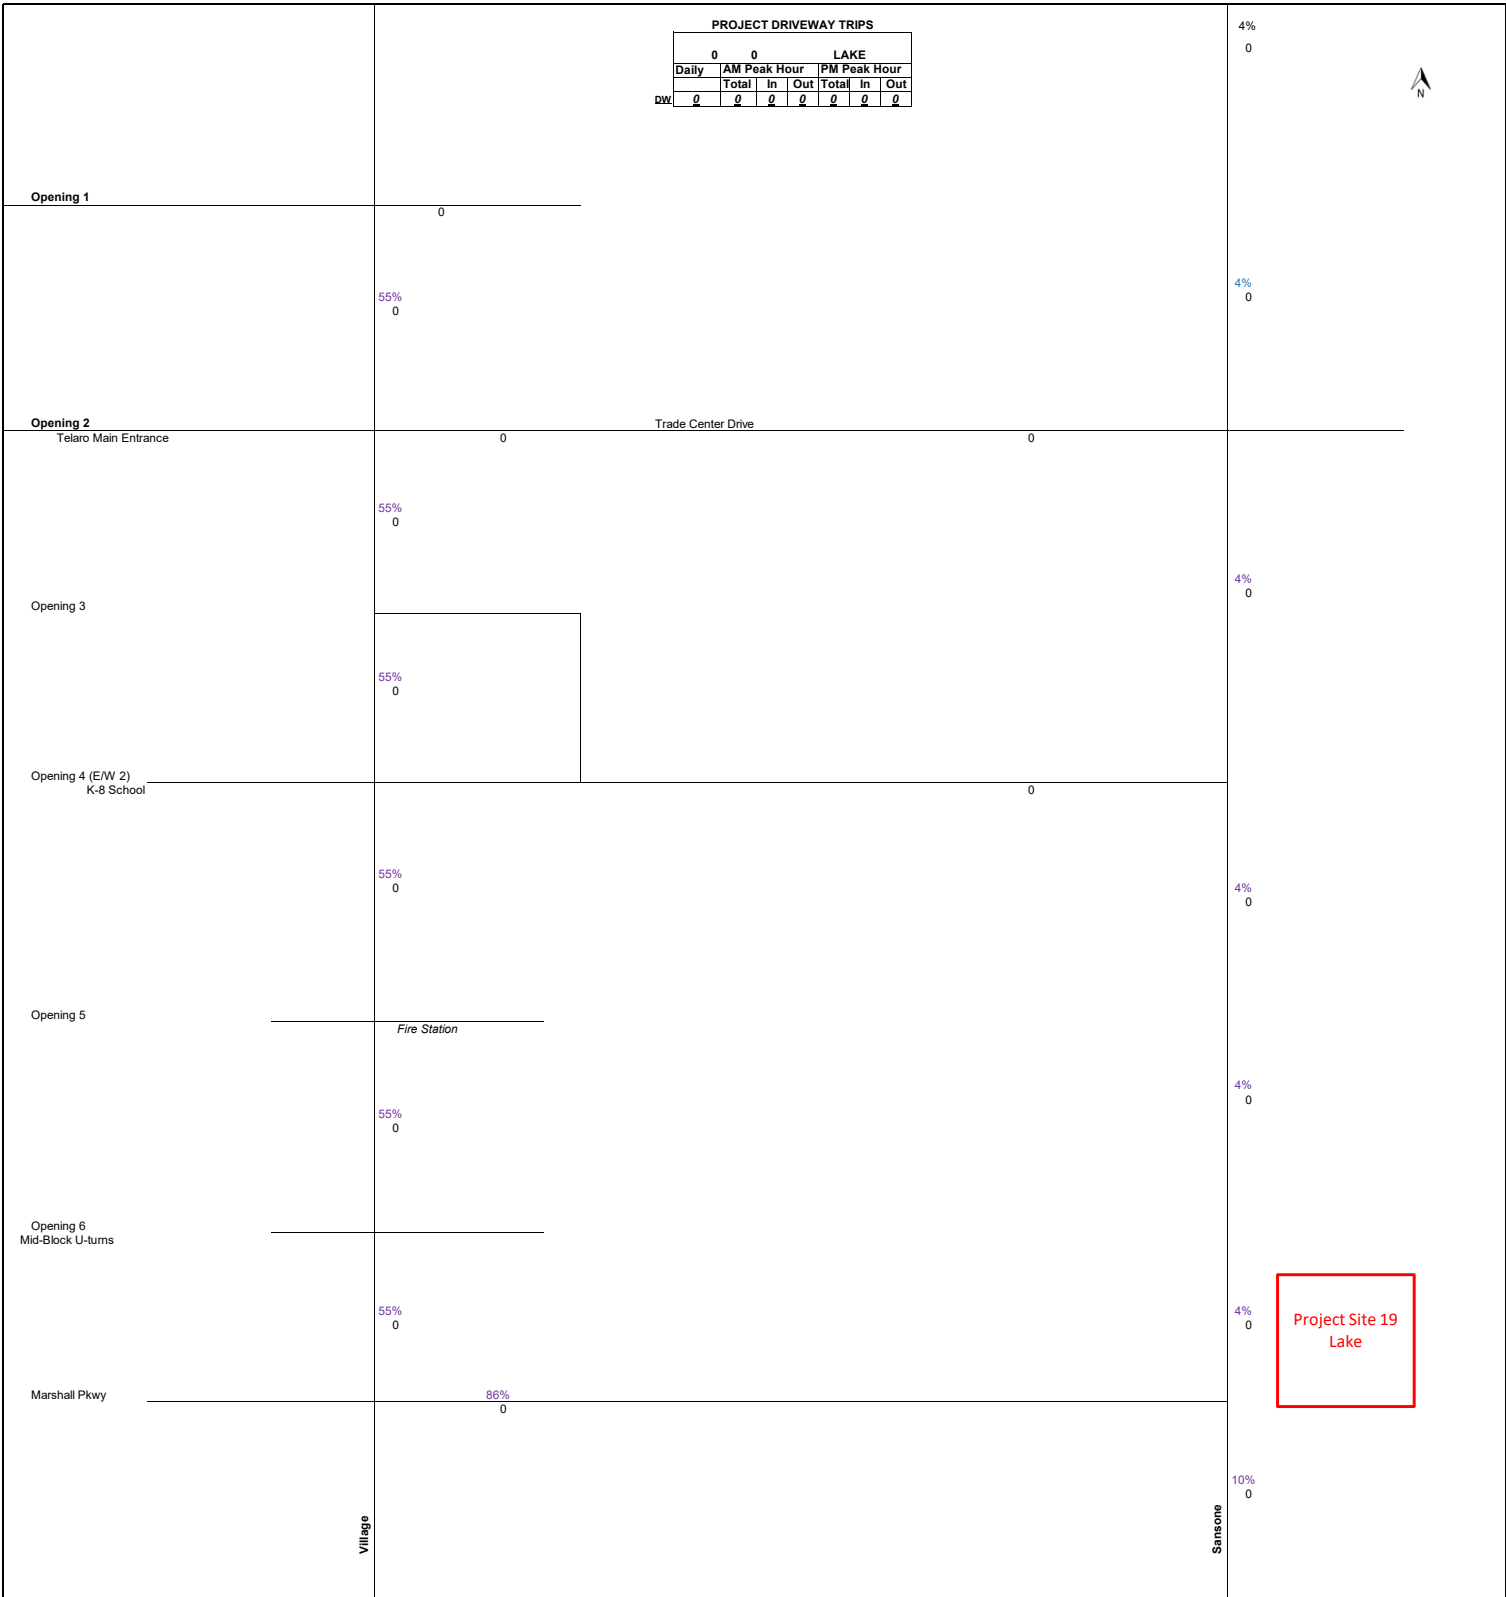 PROJECT DRIVEWAY TRIPS
4%
0
0 0 LAKE
Daily AM Peak Hour PM Peak Hour
Total In Out Total In Out
DW 0 0 0 0 0 0 0
N
Opening 1
0
55%
0
4%
0
Opening 2
Trade Center Drive
Telaro Main Entrance
0
0
55%
0
4%
0
Opening 3
55%
0
Opening 4 (E/W 2)
K-8 School
0
55%
0
4%
0
Opening 5
Fire Station
55%
0
4%
0
Opening 6
Mid-Block U-turns
55%
0
4%
0
Project Site 19
Lake
Marshall Pkwy
86%
0
10%
0
Village
Sansone